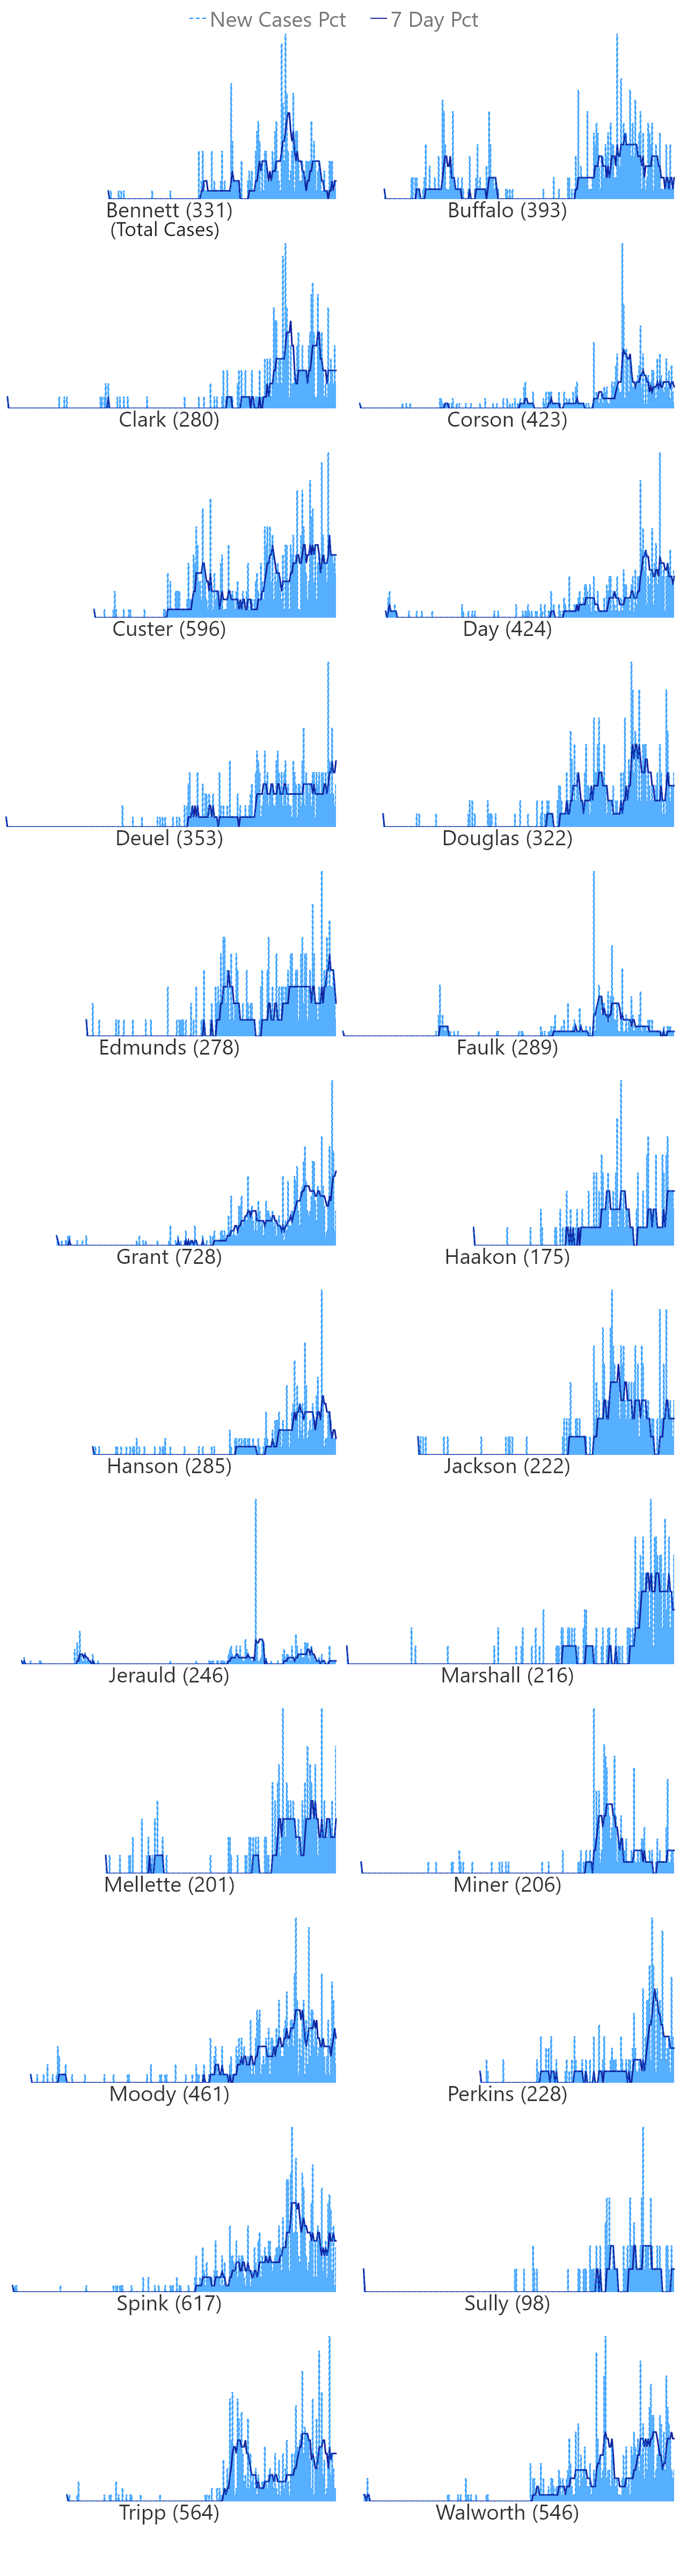 New Cases Pct 7 Day Pct
Bennett (331) Buffalo (393)
(Total Cases)
Clark (280) Corson (423)
Custer (596) Day (424)
Deuel (353) Douglas (322)
Edmunds (278) Faulk (289)
Grant (728) Haakon (175)
Hanson (285) Jackson (222)
Jerauld (246) Marshall (216)
Mellette (201) Miner (206)
Moody (461) Perkins (228)
Spink (617) Sully (98)
Tripp (564) Walworth (546)